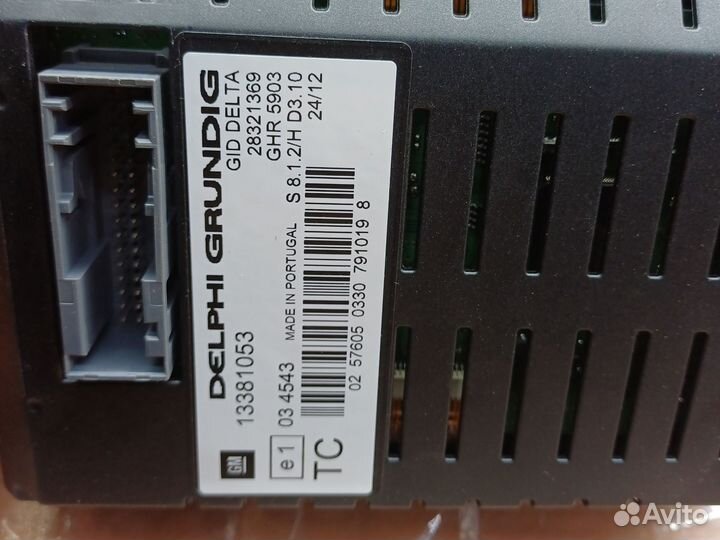 DELPHI GRUNDIG
GID DELTA
13381053
28321369
GHR 5903
GM
e1
03 4543
MADE IN PORTUGAL
S 8.1.2/H D3.10
24/12
TC
02 57605 0330 791019 8
Avito